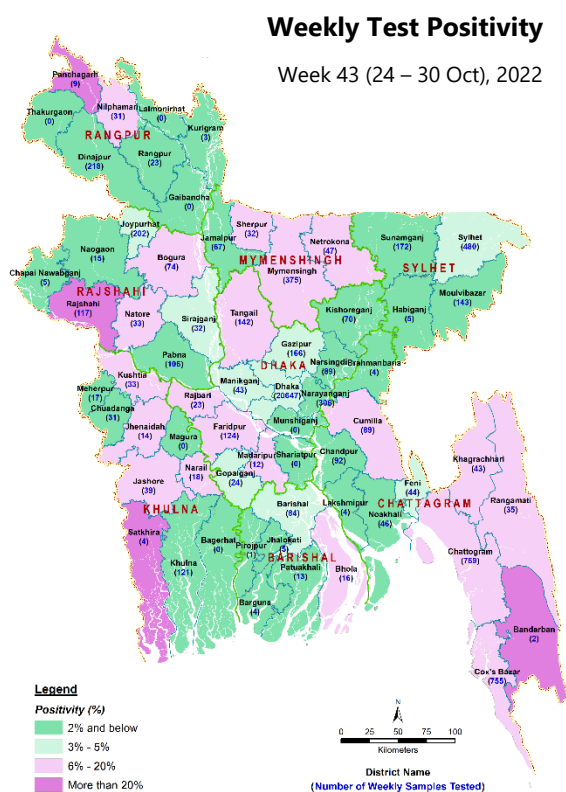 Weekly Test Positivity
Week 43 (24 – 30 Oct), 2022
Panchagarh
(9)
Nilphamari
(31)
Lalmonirhat
(0)
Thakurgaon
(0)
Kurigram
(3)
RANGPUR
Dinajpur
(218)
Rangpur
(23)
Gaibandha
(0)
Joypurhat
(202)
Naogaon
(15)
Bogura
(74)
Jamalpur
(67)
Sherpur
(32)
Netrokona
(47)
MYMENSINGH
Mymensingh
(375)
Sunamganj
(172)
Sylhet
(480)
SYLHET
Moulvibazar
(143)
Habiganj
(5)
Chapai Nawabganj
(5)
RAJSHAHI
Rajshahi
(117)
Natore
(33)
Sirajganj
(32)
Pabna
(106)
Tangail
(142)
Kishoreganj
(70)
Gazipur
(166)
DHAKA
Narsingdi
(89)
Brahmanbaria
(4)
Manikganj
(43)
Dhaka
(20647)
Narayanganj
(306)
Munshiganj
(0)
Kushtia
(33)
Meherpur
(17)
Chuadanga
(31)
Rajbari
(23)
Jhenaidah
(14)
Magura
(0)
Faridpur
(124)
Madaripur
(12)
Shariatpur
(0)
Chandpur
(92)
Cumilla
(89)
Narail
(18)
Gopalganj
(24)
Jashore
(39)
KHULNA
Satkhira
(4)
Khulna
(121)
Bagerhat
(0)
Pirojpur
(1)
Barishal
(84)
Jhalokati
(5)
BARISHAL
Patuakhali
(13)
Barguna
(4)
Bhola
(16)
Lakshmipur
(4)
Noakhali
(46)
Feni
(44)
CHATTAGRAM
Khagrachhari
(43)
Rangamati
(35)
Chattogram
(759)
Bandarban
(2)
Cox's Bazar
(755)
Legend
Positivity (%)
2% and below
3% - 5%
6% - 20%
More than 20%
N
0 25 50 75 100
Kilometers
District Name
(Number of Weekly Samples Tested)